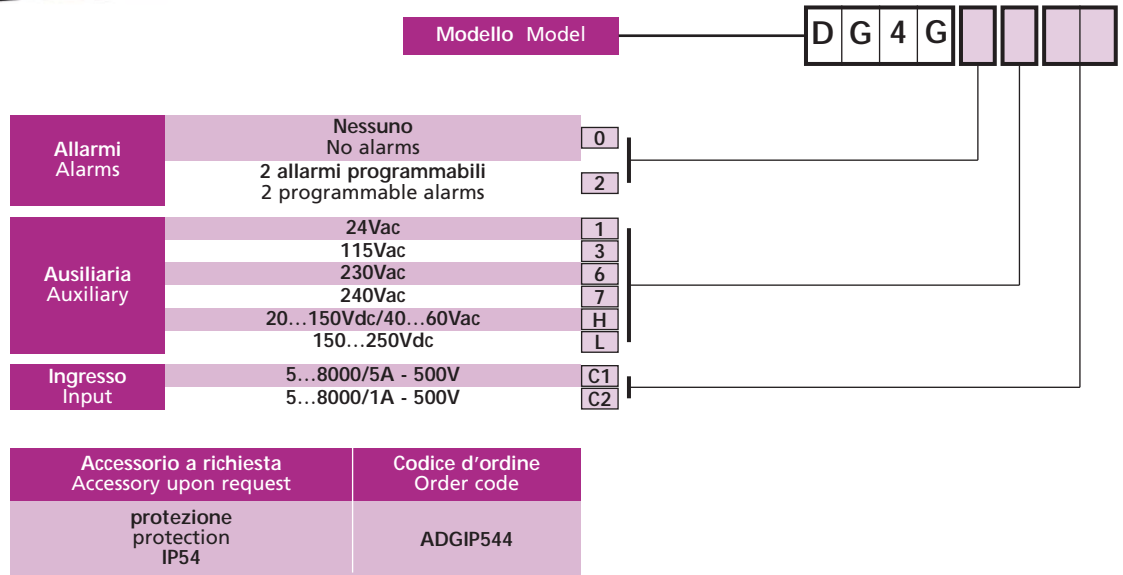 Modello Model
D G 4 G
Allarmi
Alarms
Nessuno
No alarms
0
2 allarmi programmabili
2 programmable alarms
2
Ausiliaria
Auxiliary
24Vac 1
115Vac 3
230Vac 6
240Vac 7
20...150Vdc/40...60Vac H
150...250Vdc L
Ingresso
Input
5...8000/5A - 500V C1
5...8000/1A - 500V C2
Accessorio a richiesta
Accessory upon request
Codice d'ordine
Order code
protezione
protection
IP54
ADGIP544